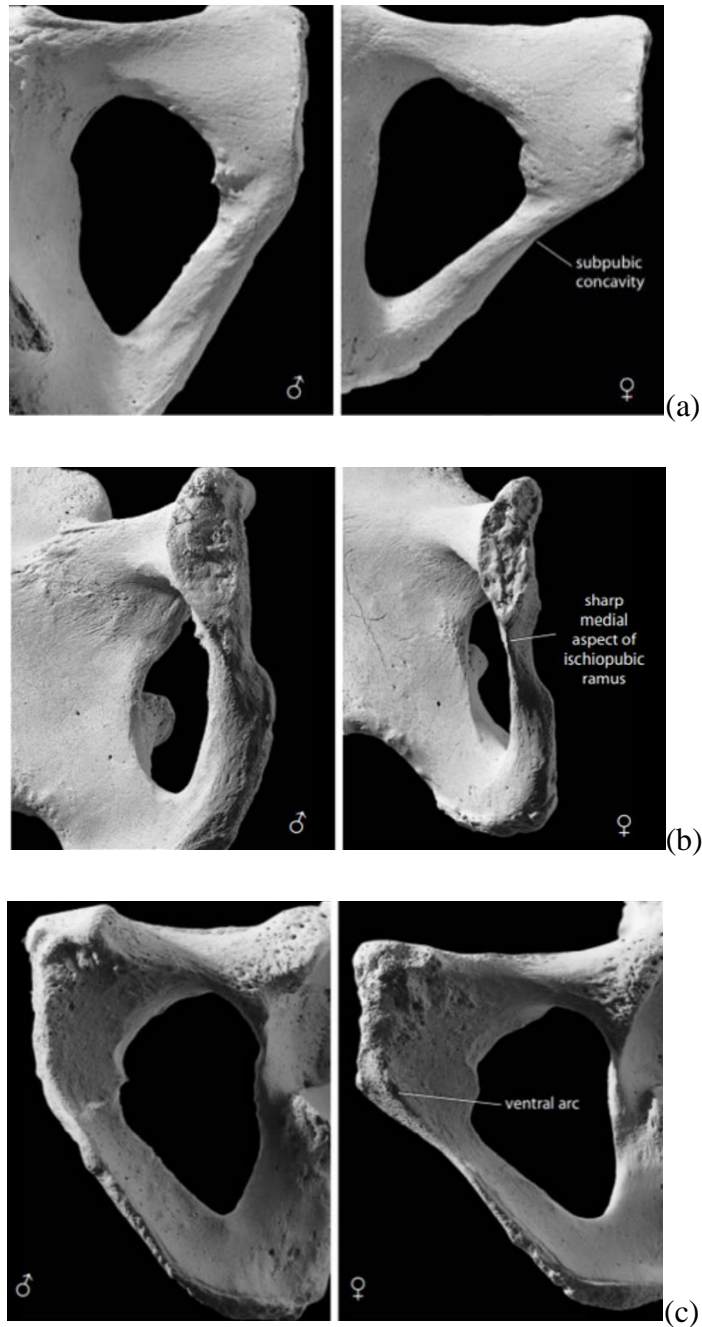 subpubic
concavity
♂
♀
(a)
sharp
medial
aspect of
ischiopubic
ramus
♂
♀
(b)
ventral arc
♂
♀
(c)